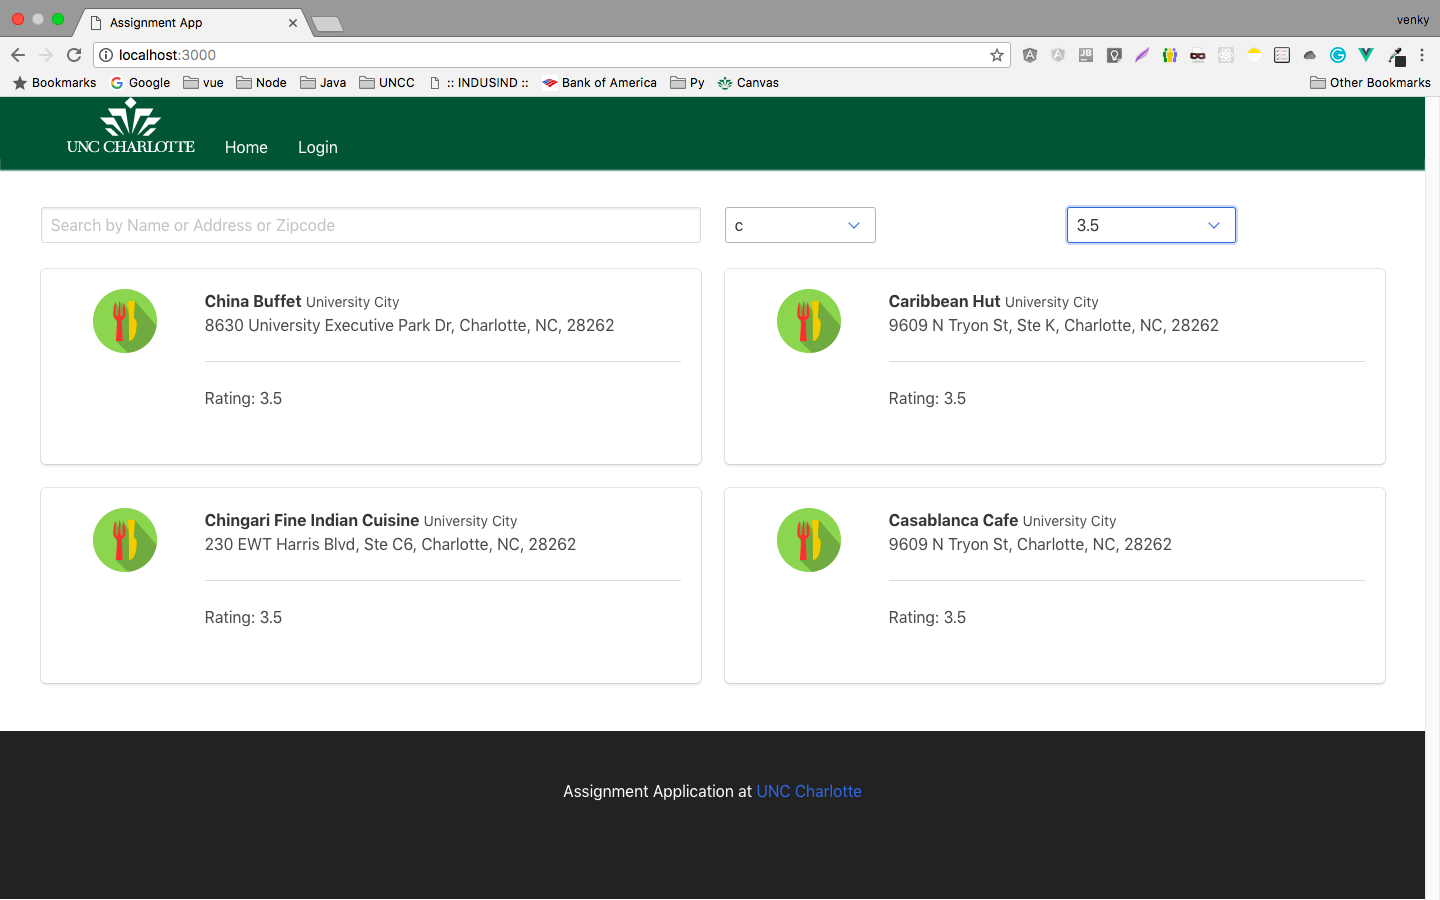 Assignment App
venky
localhost:3000
Bookmarks Google vue Node Java UNCC :: INDUSIND :: Bank of America Py Canvas Other Bookmarks
UNC CHARLOTTE Home Login
Search by Name or Address or Zipcode c 3.5
China Buffet University City
8630 University Executive Park Dr, Charlotte, NC, 28262
Rating: 3.5
Caribbean Hut University City
9609 N Tryon St, Ste K, Charlotte, NC, 28262
Rating: 3.5
Chingari Fine Indian Cuisine University City
230 EWT Harris Blvd, Ste C6, Charlotte, NC, 28262
Rating: 3.5
Casablanca Cafe University City
9609 N Tryon St, Charlotte, NC, 28262
Rating: 3.5
Assignment Application at UNC Charlotte